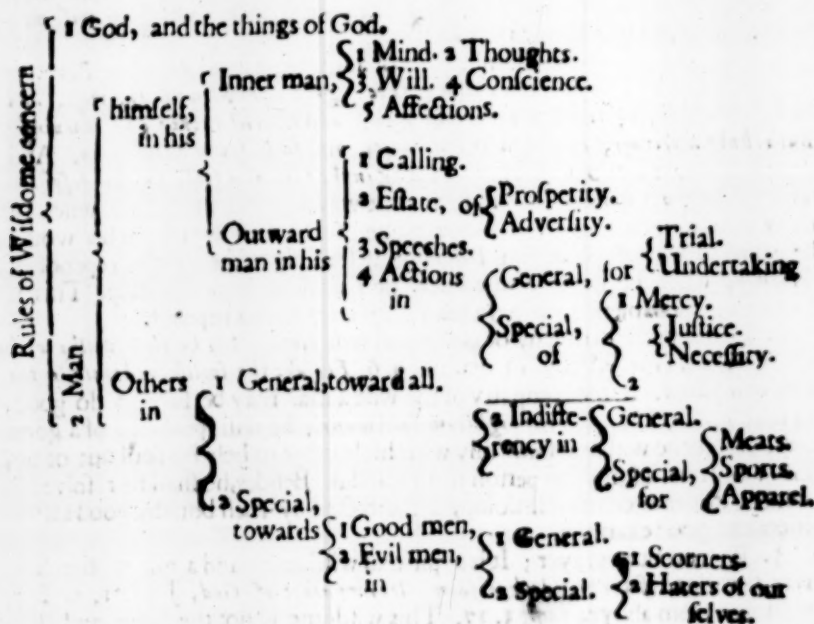 Rules of Wiſdome concern
1 God, and the things of God.
2 Man
himſelf,
in his
Inner man,
1 Mind. 2 Thoughts.
3 Will. 4 Conſcience.
5 Affections.
Outward
man in his
1 Calling.
2 Eſtate, of
Proſperity.
Adverſity.
3 Speeches.
4 Actions
in
General, for
Trial.
Undertaking
Special,
of
1 Mercy.
Juſtice.
Neceſſity.
2
2 Indiffe-
rency in
General.
Special,
for
Meats.
Sports.
Apparel.
Others
in
1 General, toward all.
2 Special,
towards
1 Good men,
2 Evil men,
in
1 General.
2 Special.
1 Scorners.
2 Haters of our
ſelves.